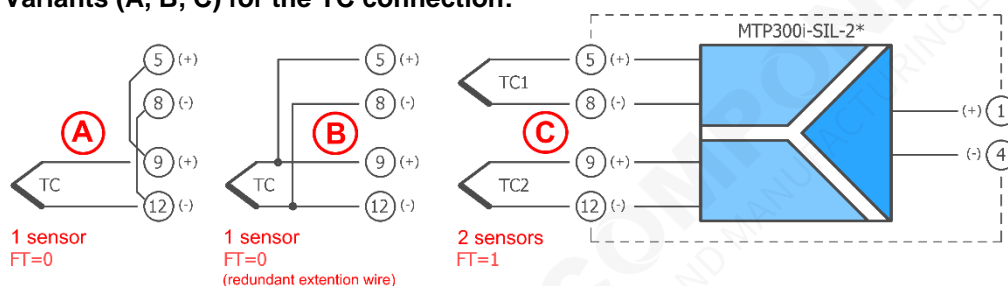 Variants (A, B, C) for the TC connection:
MTP300i-SIL-2*
5 (+)
8 (-)
A
9 (+)
TC
12 (-)
1 sensor
FT=0
5 (+)
8 (-)
B
9 (+)
TC
12 (-)
1 sensor
FT=0
(redundant extention wire)
5 (+)
TC1
8 (-)
C
9 (+)
TC2
12 (-)
2 sensors
FT=1
(+) 1
(-) 4